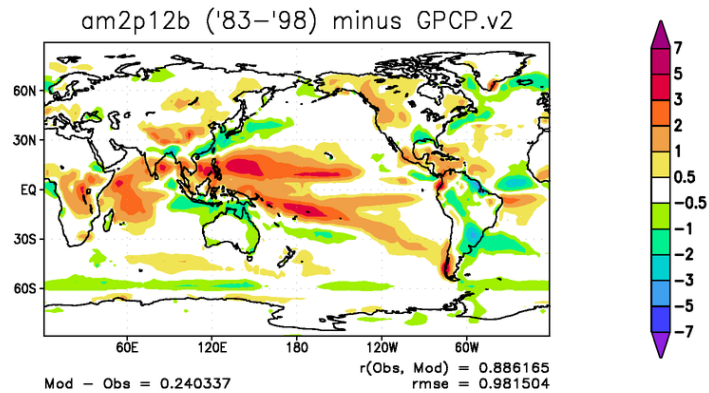 am2p12b ('83-'98) minus GPCP.v2
60N
30N
EQ
30S
60S
60E
120E
180
120W
60W
7
5
3
2
1
0.5
-0.5
-1
-2
-3
-5
-7
r(Obs, Mod) = 0.886165
Mod - Obs = 0.240337
rmse = 0.981504